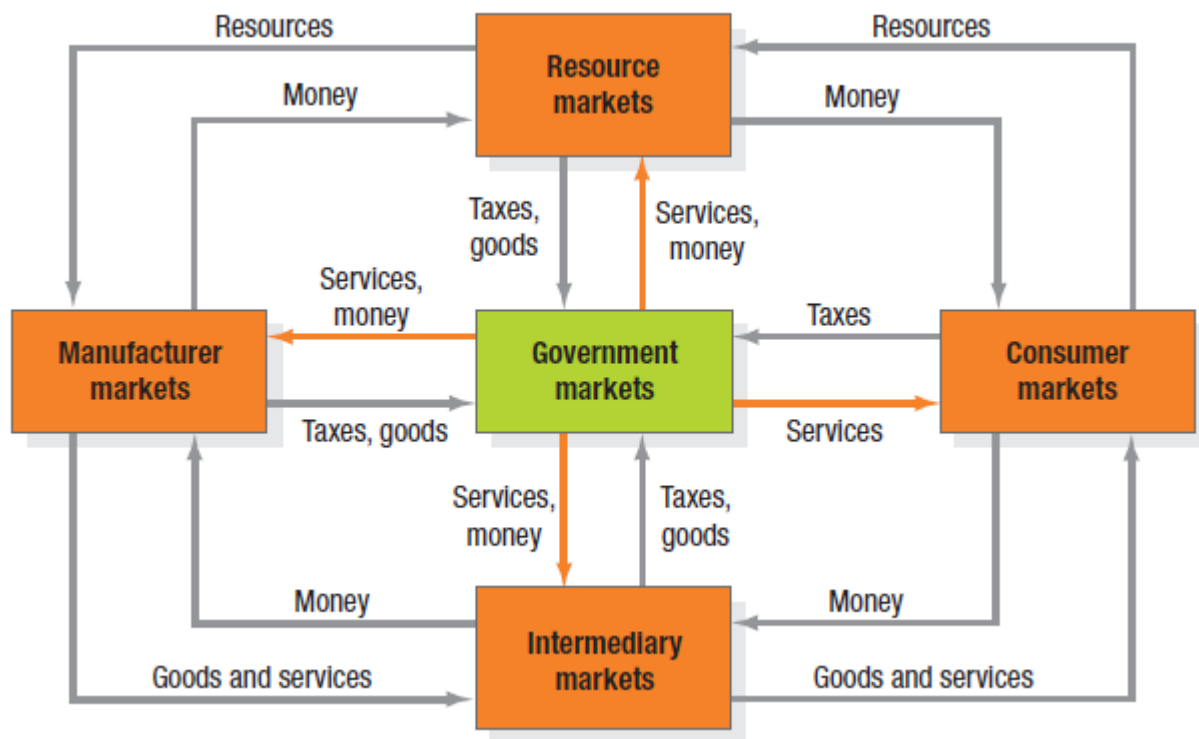 Resources
Resources
Resource
markets
Money
Money
Taxes,
goods
Services,
money
Services,
money
Taxes
Manufacturer
markets
Government
markets
Consumer
markets
Taxes, goods
Services
Services,
money
Taxes,
goods
Money
Money
Intermediary
markets
Goods and services
Goods and services